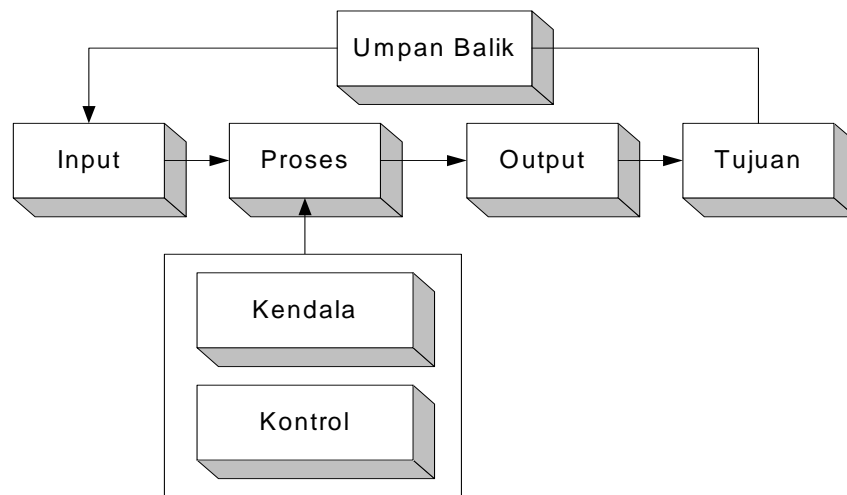 Umpan Balik
Input
Proses
Output
Tujuan
Kendala
Kontrol